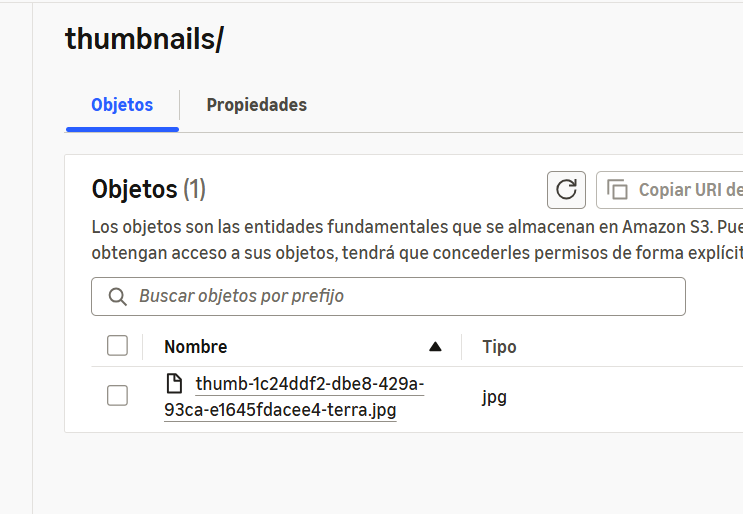 thumbnails/
Objetos
Propiedades
Objetos (1)
Copiar URI de
Los objetos son las entidades fundamentales que se almacenan en Amazon S3. Pue
obtengan acceso a sus objetos, tendrá que concederles permisos de forma explícit
Buscar objetos por prefijo
Nombre
Tipo
thumb-1c24ddf2-dbe8-429a-
93ca-e1645fdacee4-terra.jpg
jpg